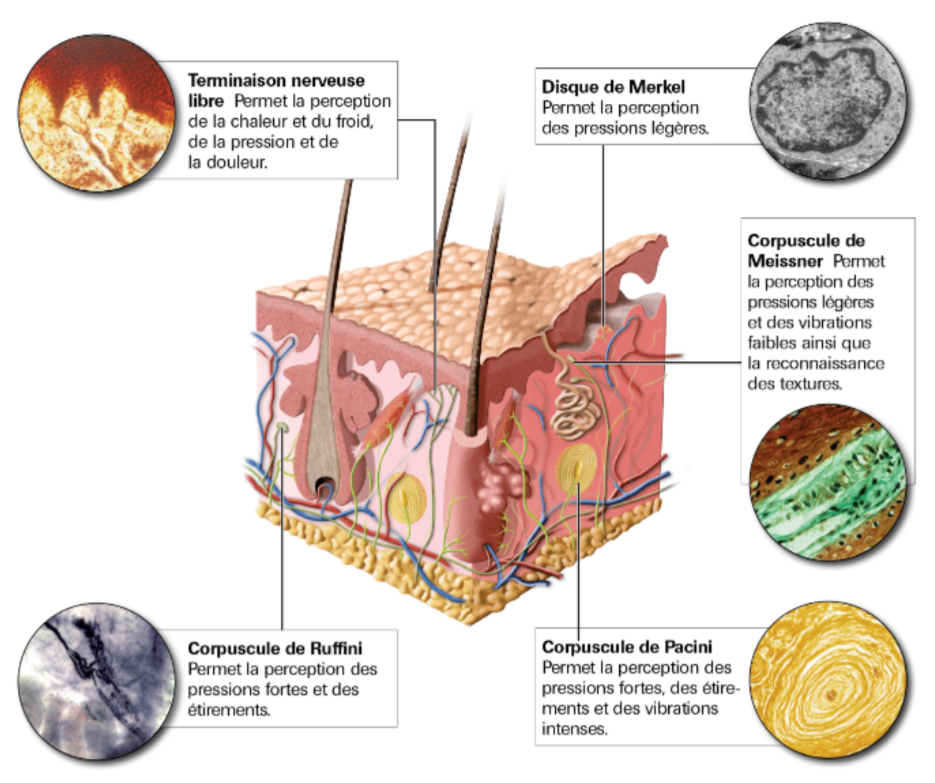 Terminaison nerveuse
libre Permet la perception
de la chaleur et du froid,
de la pression et de
la douleur.
Disque de Merkel
Permet la perception
des pressions légères.
Corpuscule de
Meissner Permet
la perception des
pressions légères
et des vibrations
faibles ainsi que
la reconnaissance
des textures.
Corpuscule de Ruffini
Permet la perception des
pressions fortes et des
étirements.
Corpuscule de Pacini
Permet la perception des
pressions fortes, des étire-
ments et des vibrations
intenses.